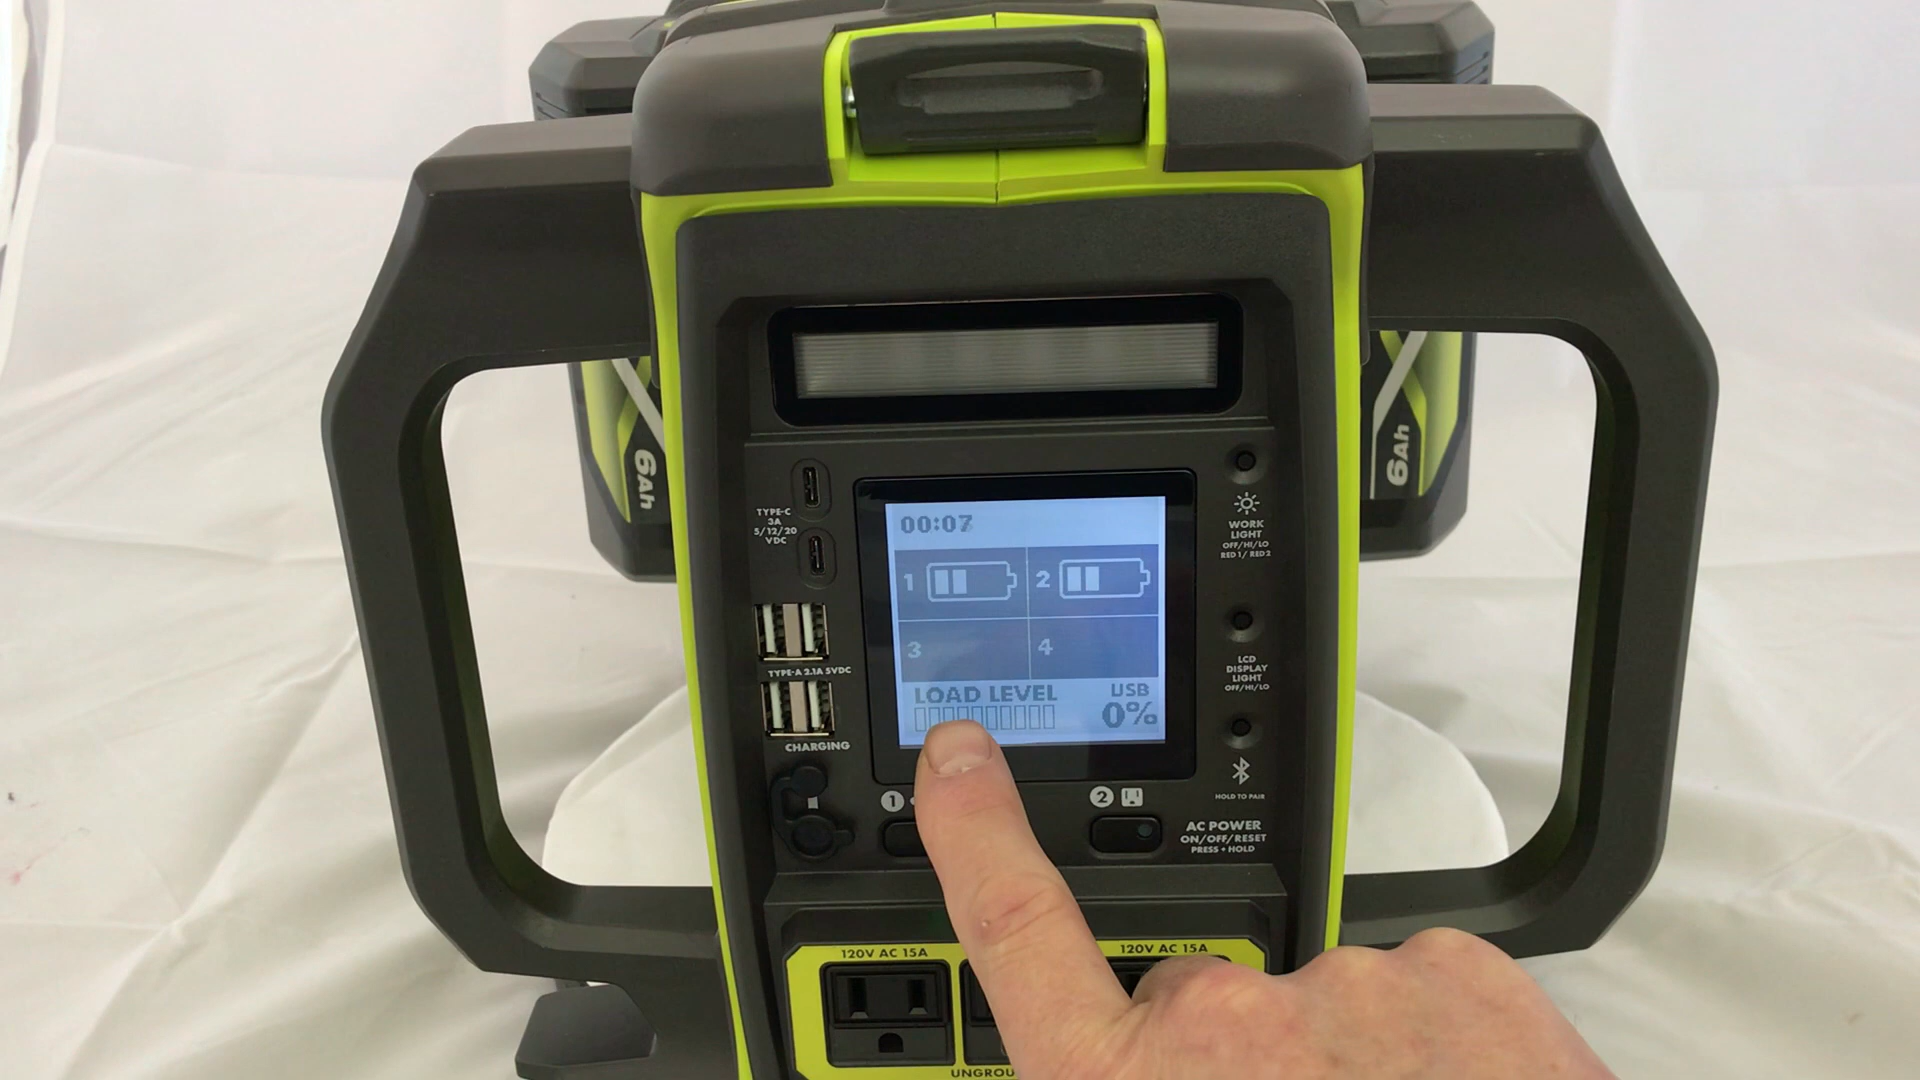 6Ah
6Ah
TYPE-C
3A
5/12/20
VDC
00:07
1
2
3
4
LOAD LEVEL
USB
0%
WORK
LIGHT
OFF/HI/LO
RED 1/ RED 2
TYPE-A 2.1A 5VDC
LCD
DISPLAY
LIGHT
OFF/HI/LO
CHARGING
HOLD TO PAIR
1
2
AC POWER
ON/OFF/RESET
PRESS + HOLD
120V AC 15A
120V AC 15A